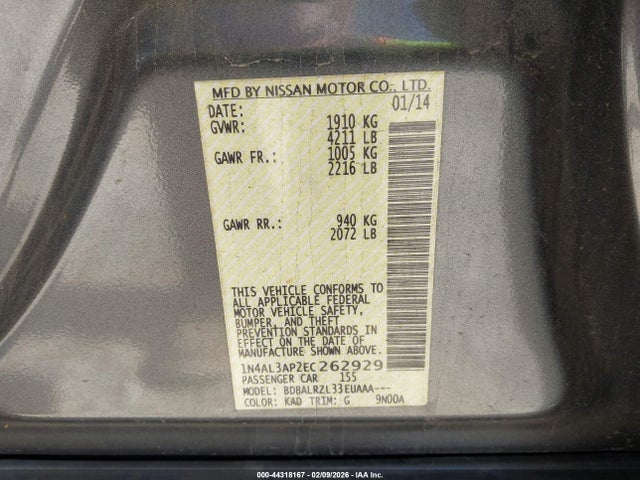 MFD BY NISSAN MOTOR CO., LTD.
DATE: 01/14
GVWR: 1910 KG
4211 LB
GAWR FR.: 1005 KG
2216 LB
GAWR RR.: 940 KG
2072 LB
THIS VEHICLE CONFORMS TO
ALL APPLICABLE FEDERAL
MOTOR VEHICLE SAFETY,
BUMPER, AND THEFT
PREVENTION STANDARDS IN
EFFECT ON THE DATE OF
MANUFACTURE SHOWN ABOVE.
1N4AL3AP2EC262929
PASSENGER CAR 155
MODEL: BDBALRZL33EUAAA---
COLOR: KAD TRIM: G 9N00A
000-44318167 - 02/09/2026 - IAA Inc.